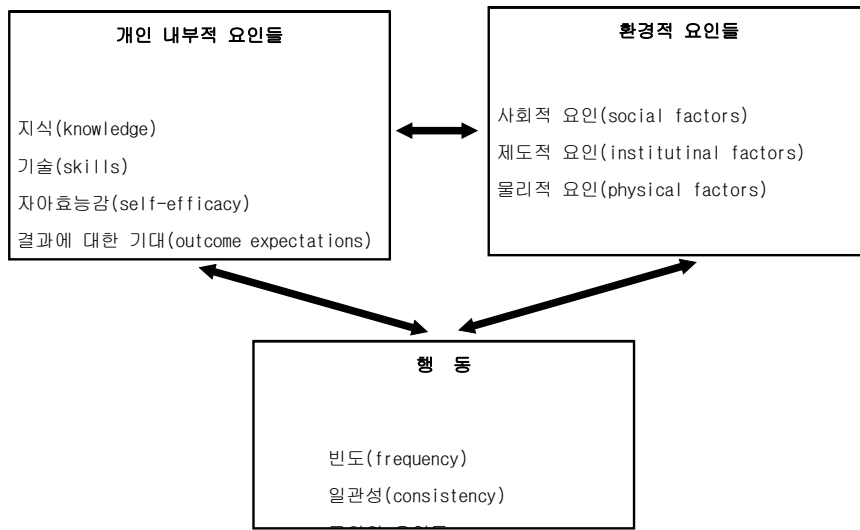 개인 내부적 요인들
지식(knowledge)
기술(skills)
자아효능감(self-efficacy)
결과에 대한 기대(outcome expectations)
환경적 요인들
사회적 요인(social factors)
제도적 요인(institutinal factors)
물리적 요인(physical factors)
행 동
빈도(frequency)
일관성(consistency)